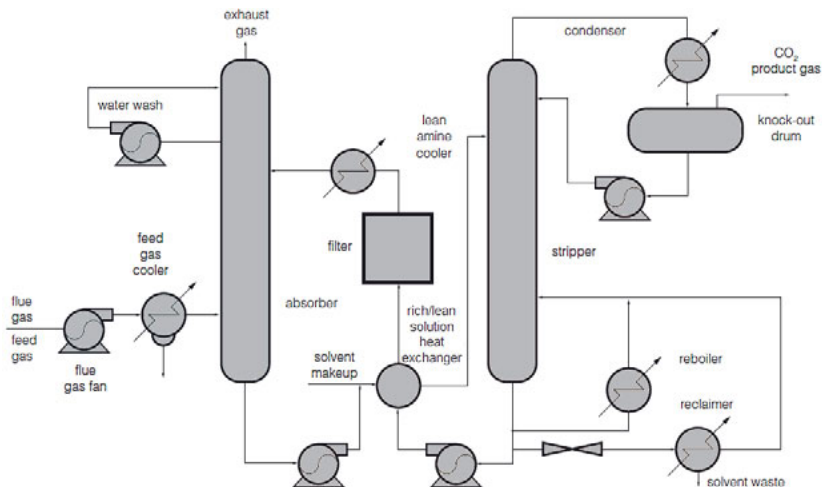 exhaust
gas
condenser
CO2
product gas
water wash
knock-out
drum
lean
amine
cooler
feed
gas
cooler
filter
stripper
flue
gas
feed
gas
absorber
rich/lean
solution
heat
exchanger
solvent
makeup
flue
gas fan
reboiler
reclaimer
solvent waste